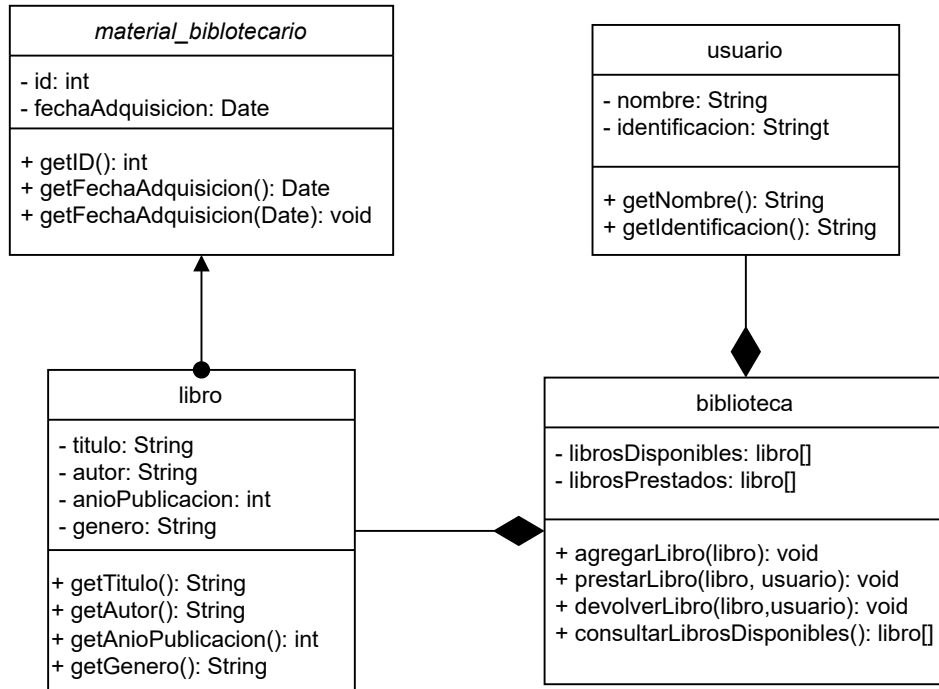 material_biblotecario
- id: int
- fechaAdquisicion: Date
+ getID(): int
+ getFechaAdquisicion(): Date
+ getFechaAdquisicion(Date): void
usuario
- nombre: String
- identificacion: Stringt
+ getNombre(): String
+ getIdentificacion(): String
libro
- titulo: String
- autor: String
- anioPublicacion: int
- genero: String
+ getTitulo(): String
+ getAutor(): String
+ getAnioPublicacion(): int
+ getGenero(): String
biblioteca
- librosDisponibles: libro[]
- librosPrestados: libro[]
+ agregarLibro(libro): void
+ prestarLibro(libro, usuario): void
+ devolverLibro(libro,usuario): void
+ consultarLibrosDisponibles(): libro[]